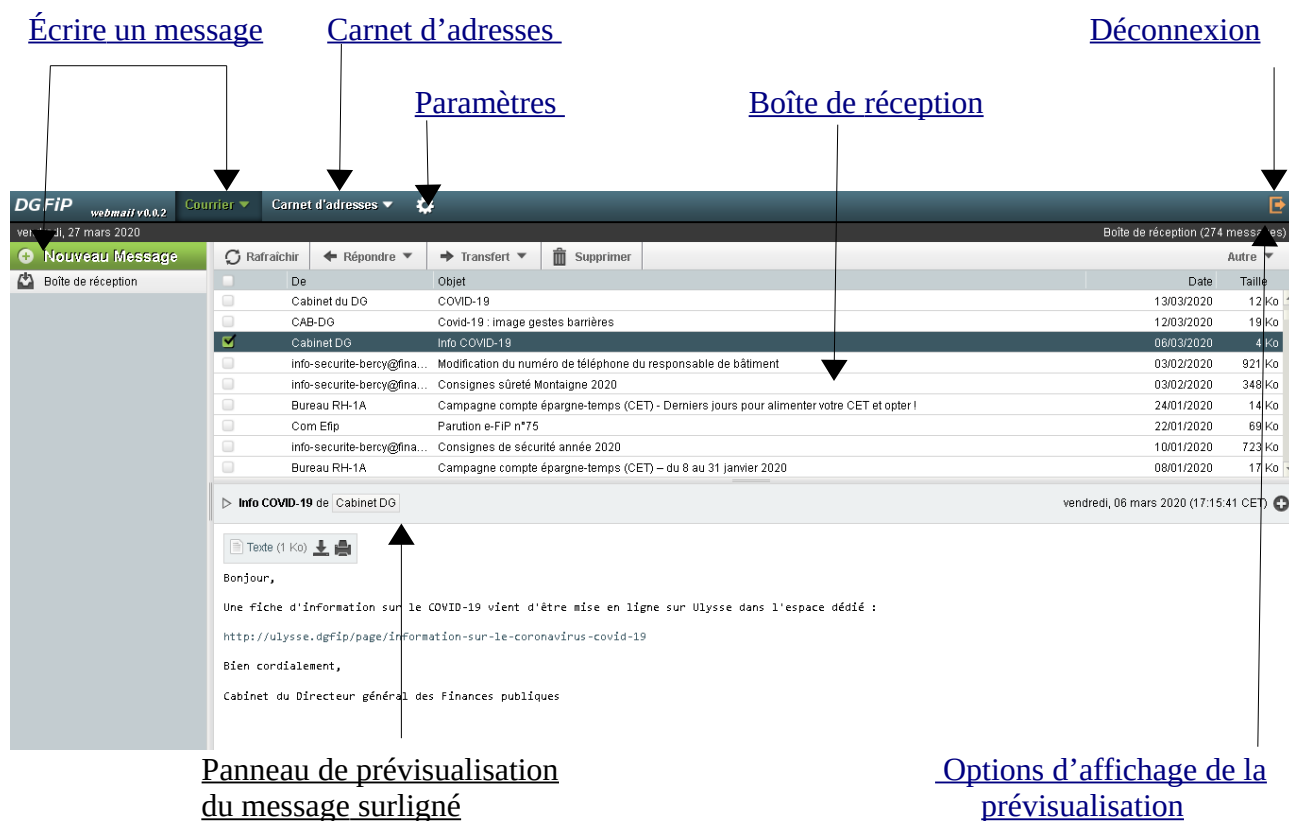 Écrire un message Carnet d’adresses Déconnexion
Paramètres Boîte de réception
DGFiP webmail v0.0.2 Courrier Carnet d'adresses
vendredi, 27 mars 2020 Boîte de réception (274 messages)
Nouveau Message Rafraîchir Répondre Transfert Supprimer Autre
Boîte de réception De Objet Date Taille
Cabinet du DG COVID-19 13/03/2020 12 Ko
CAB-DG Covid-19 : image gestes barrières 12/03/2020 19 Ko
Cabinet DG Info COVID-19 06/03/2020 4 Ko
info-securite-bercy@fina... Modification du numéro de téléphone du responsable de bâtiment 03/02/2020 921 Ko
info-securite-bercy@fina... Consignes sûreté Montaigne 2020 03/02/2020 348 Ko
Bureau RH-1A Campagne compte épargne-temps (CET) - Derniers jours pour alimenter votre CET et opter ! 24/01/2020 14 Ko
Com Efip Parution e-FiP n°75 22/01/2020 69 Ko
info-securite-bercy@fina... Consignes de sécurité année 2020 10/01/2020 723 Ko
Bureau RH-1A Campagne compte épargne-temps (CET) – du 8 au 31 janvier 2020 08/01/2020 17 Ko
Info COVID-19 de Cabinet DG vendredi, 06 mars 2020 (17:15:41 CET)
Texte (1 Ko)
Bonjour,
Une fiche d'information sur le COVID-19 vient d'être mise en ligne sur Ulysse dans l'espace dédié :
http://ulysse.dgfip/page/information-sur-le-coronavirus-covid-19
Bien cordialement,
Cabinet du Directeur général des Finances publiques
Panneau de prévisualisation
du message surligné
Options d’affichage de la
prévisualisation